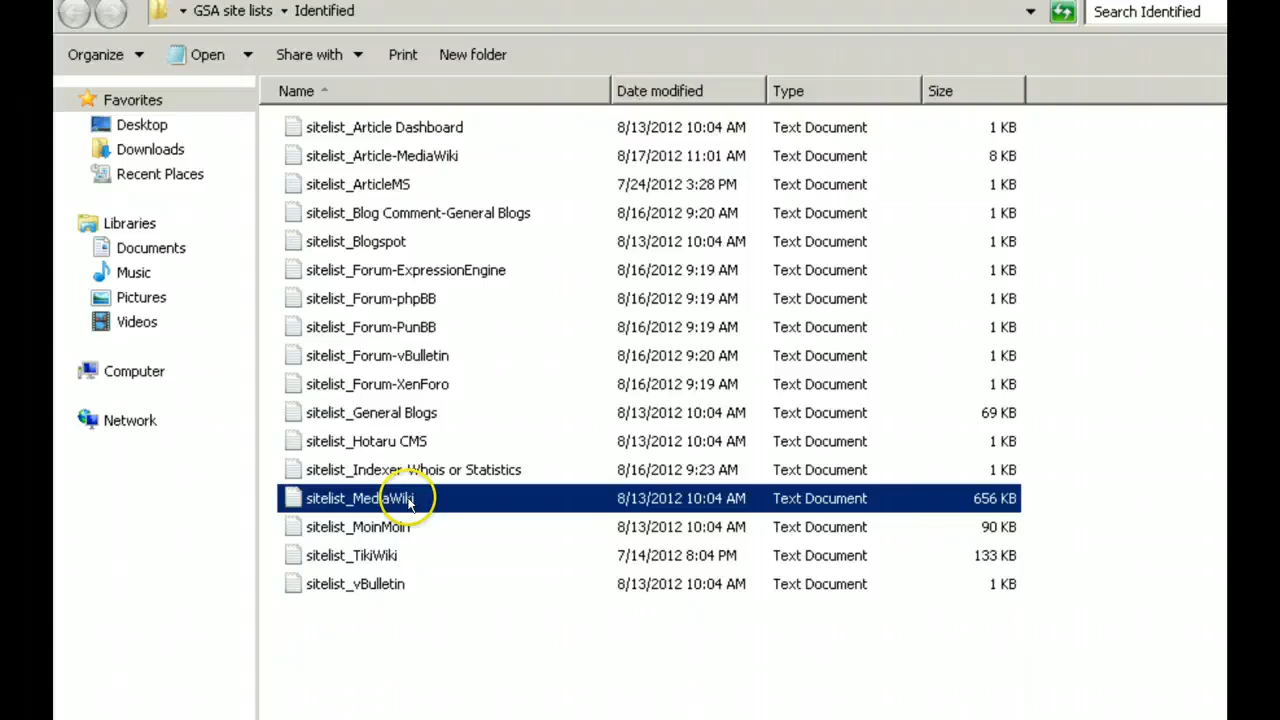 GSA site lists Identified Search Identified
Organize Open Share with Print New folder
Favorites
Desktop
Downloads
Recent Places
Libraries
Documents
Music
Pictures
Videos
Computer
Network
Name Date modified Type Size
sitelist_Article Dashboard 8/13/2012 10:04 AM Text Document 1 KB
sitelist_Article-MediaWiki 8/17/2012 11:01 AM Text Document 8 KB
sitelist_ArticleMS 7/24/2012 3:28 PM Text Document 1 KB
sitelist_Blog Comment-General Blogs 8/16/2012 9:20 AM Text Document 1 KB
sitelist_Blogspot 8/13/2012 10:04 AM Text Document 1 KB
sitelist_Forum-ExpressionEngine 8/16/2012 9:19 AM Text Document 1 KB
sitelist_Forum-phpBB 8/16/2012 9:19 AM Text Document 1 KB
sitelist_Forum-PunBB 8/16/2012 9:19 AM Text Document 1 KB
sitelist_Forum-vBulletin 8/16/2012 9:20 AM Text Document 1 KB
sitelist_Forum-XenForo 8/16/2012 9:19 AM Text Document 1 KB
sitelist_General Blogs 8/13/2012 10:04 AM Text Document 69 KB
sitelist_Hotaru CMS 8/13/2012 10:04 AM Text Document 1 KB
sitelist_Indexer-Whois or Statistics 8/16/2012 9:23 AM Text Document 1 KB
sitelist_MediaWiki 8/13/2012 10:04 AM Text Document 656 KB
sitelist_MoinMoin 8/13/2012 10:04 AM Text Document 90 KB
sitelist_TikiWiki 7/14/2012 8:04 PM Text Document 133 KB
sitelist_vBulletin 8/13/2012 10:04 AM Text Document 1 KB